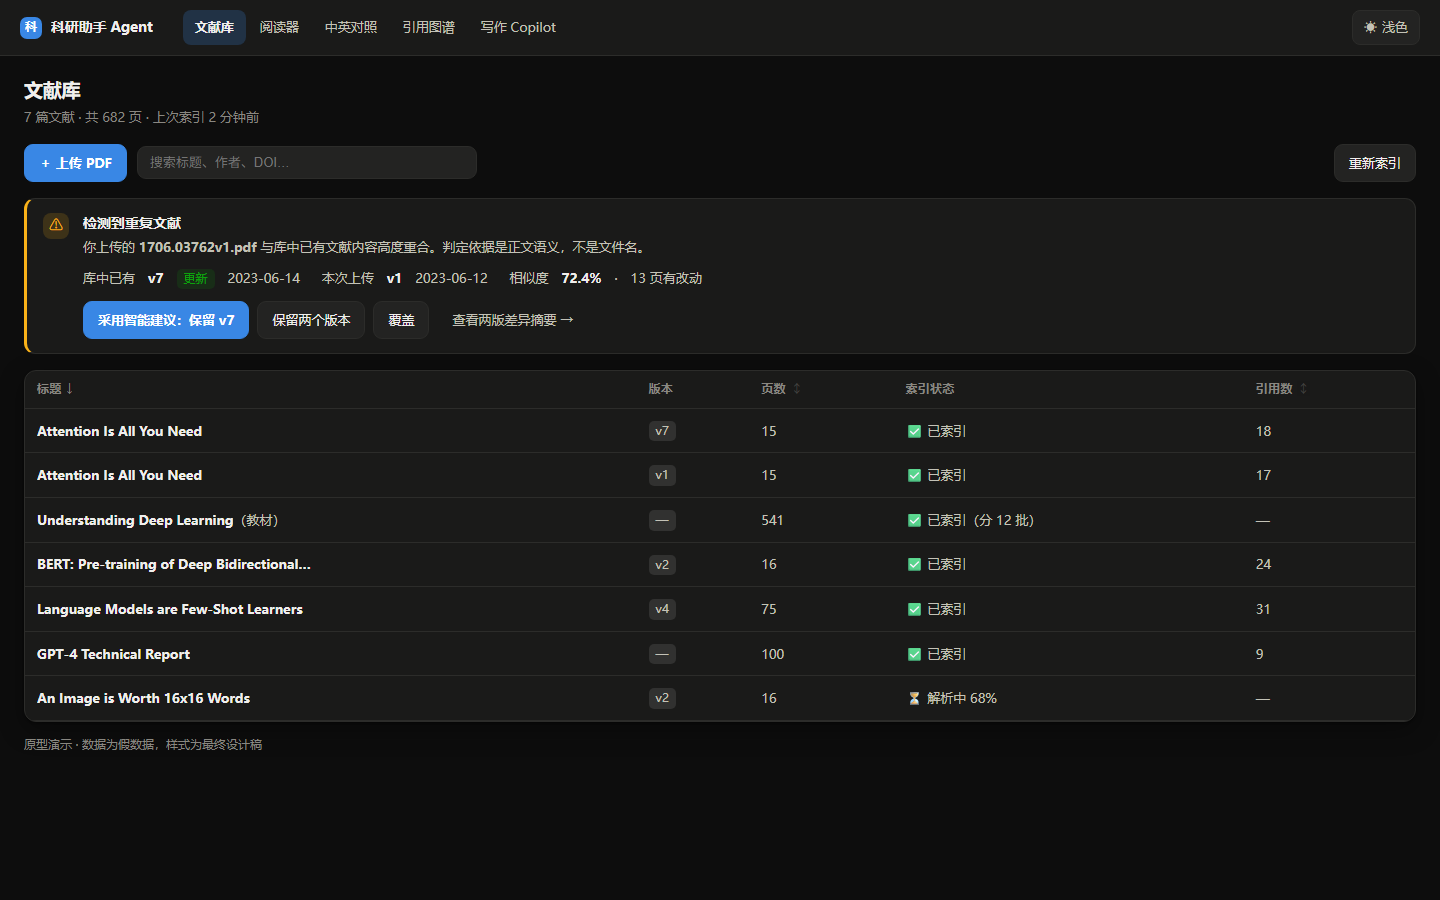 科 科研助手 Agent 文献库 阅读器 中英对照 引用图谱 写作 Copilot ☀ 浅色
文献库
7 篇文献 · 共 682 页 · 上次索引 2 分钟前
+ 上传 PDF 搜索标题、作者、DOI... 重新索引
检测到重复文献
你上传的 1706.03762v1.pdf 与库中已有文献内容高度重合。判定依据是正文语义，不是文件名。
库中已有 v7 更新 2023-06-14 本次上传 v1 2023-06-12 相似度 72.4% · 13 页有改动
采用智能建议：保留 v7 保留两个版本 覆盖 查看两版差异摘要 →
标题 ↓ 版本 页数 ↕ 索引状态 引用数 ↕
Attention Is All You Need v7 15 ✅ 已索引 18
Attention Is All You Need v1 15 ✅ 已索引 17
Understanding Deep Learning（教材） — 541 ✅ 已索引（分 12 批） —
BERT: Pre-training of Deep Bidirectional... v2 16 ✅ 已索引 24
Language Models are Few-Shot Learners v4 75 ✅ 已索引 31
GPT-4 Technical Report — 100 ✅ 已索引 9
An Image is Worth 16x16 Words v2 16 ⏳ 解析中 68% —
原型演示 · 数据为假数据，样式为最终设计稿